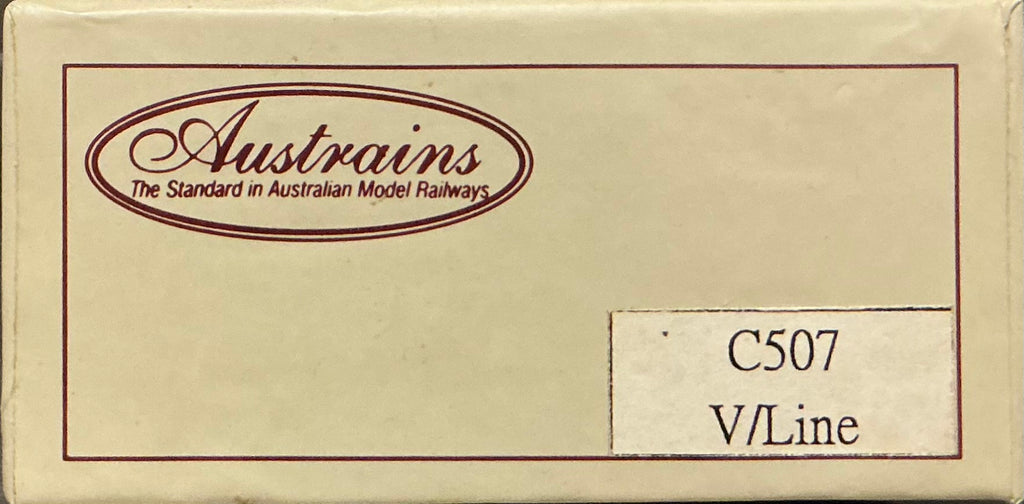 Austrains
The Standard in Australian Model Railways
C507
V/Line